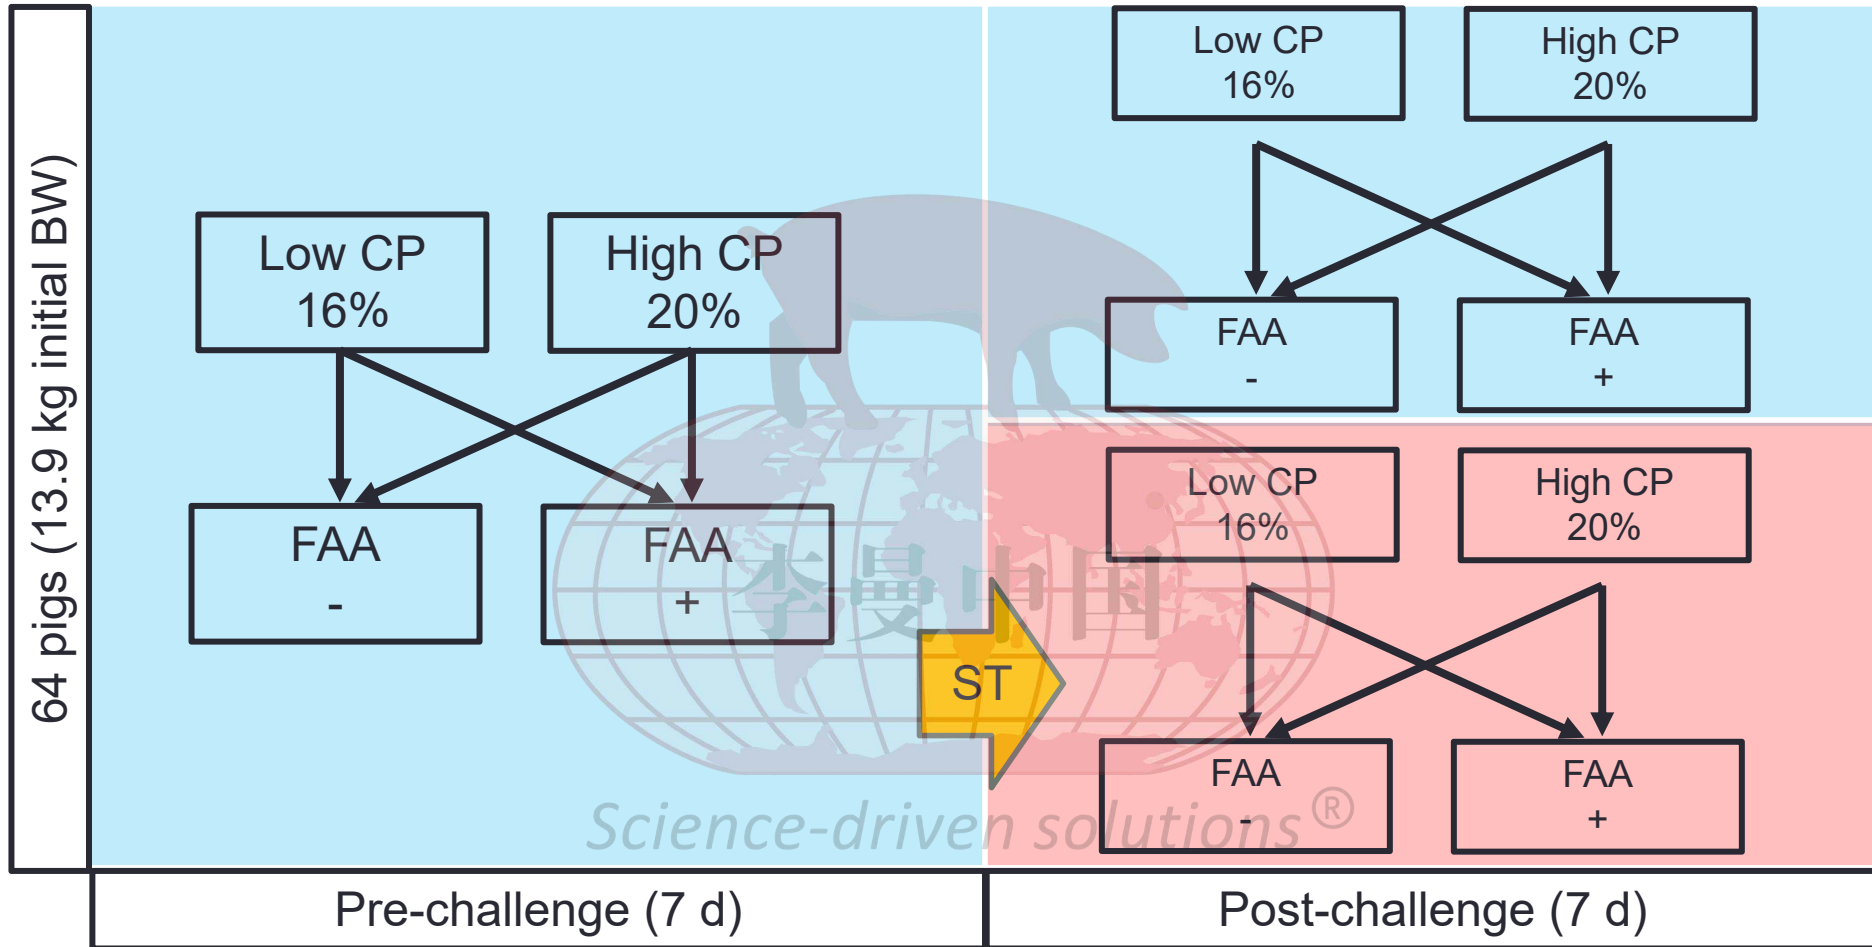 64 pigs (13.9 kg initial BW)
Low CP
16%
High CP
20%
FAA
-
FAA
+
ST
Low CP
16%
High CP
20%
FAA
-
FAA
+
Low CP
16%
High CP
20%
FAA
-
FAA
+
李曼中国
Science-driven solutions®
Pre-challenge (7 d)
Post-challenge (7 d)